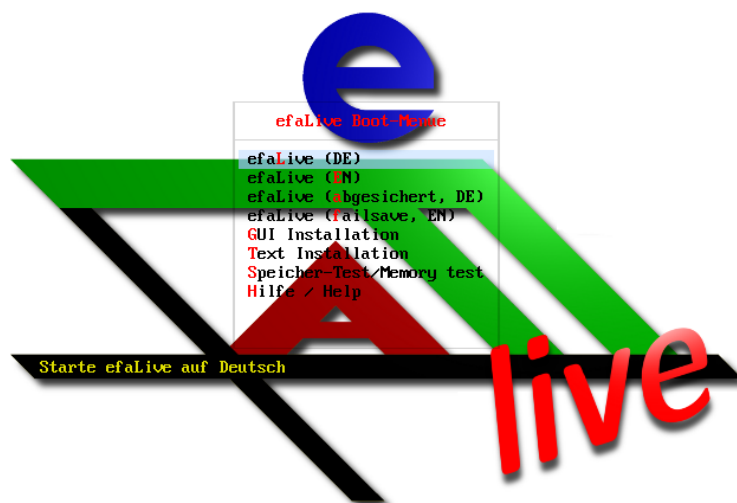 e
efaLive Boot-Menue
efaLive (DE)
efaLive (EN)
efaLive (abgesichert, DE)
efaLive (failsave, EN)
GUI Installation
Text Installation
Speicher-Test/Memory test
Hilfe / Help
A
live
Starte efaLive auf Deutsch